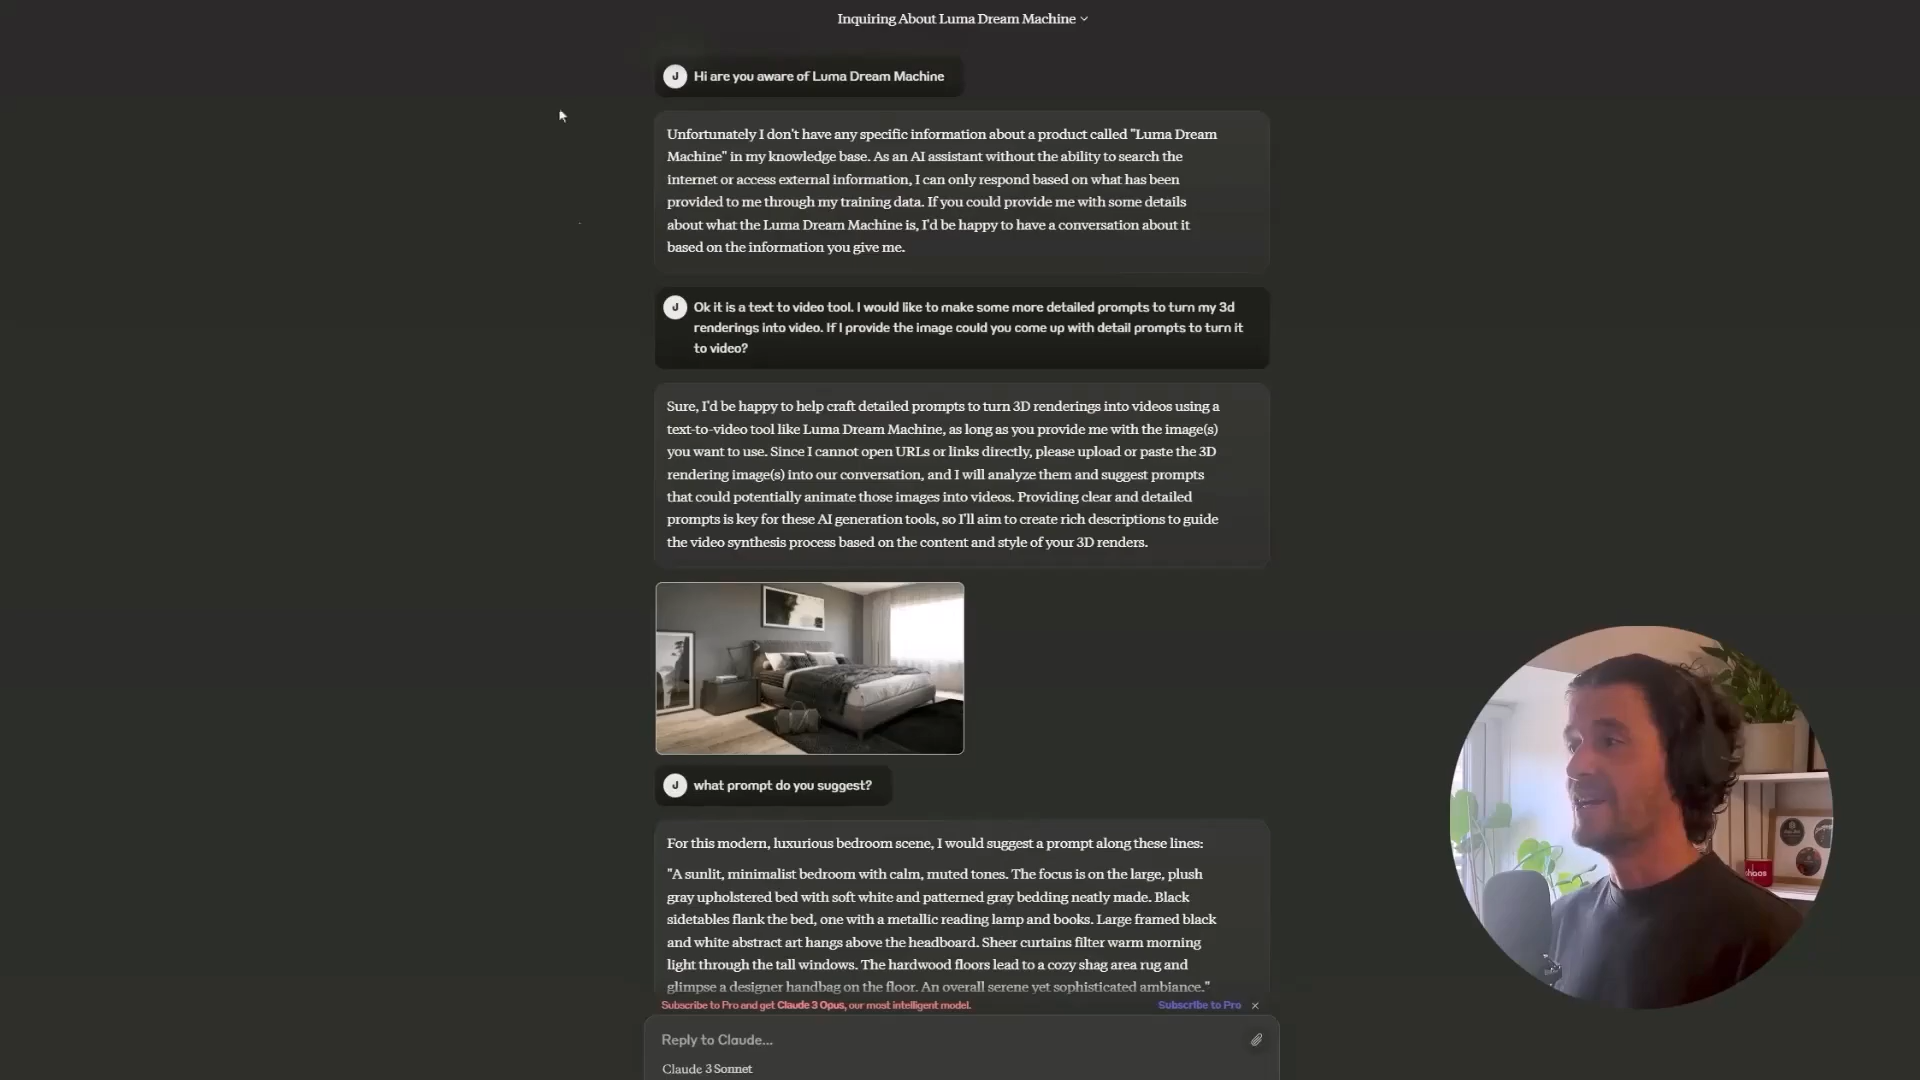 Inquiring About Luma Dream Machine
J
Hi are you aware of Luma Dream Machine
Unfortunately I don't have any specific information about a product called "Luma Dream
Machine" in my knowledge base. As an AI assistant without the ability to search the
internet or access external information, I can only respond based on what has been
provided to me through my training data. If you could provide me with some details
about what the Luma Dream Machine is, I'd be happy to have a conversation about it
based on the information you give me.
J
Ok it is a text to video tool. I would like to make some more detailed prompts to turn my 3d
renderings into video. If I provide the image could you come up with detail prompts to turn it
to video?
Sure, I'd be happy to help craft detailed prompts to turn 3D renderings into videos using a
text-to-video tool like Luma Dream Machine, as long as you provide me with the image(s)
you want to use. Since I cannot open URLs or links directly, please upload or paste the 3D
rendering image(s) into our conversation, and I will analyze them and suggest prompts
that could potentially animate those images into videos. Providing clear and detailed
prompts is key for these AI generation tools, so I'll aim to create rich descriptions to guide
the video synthesis process based on the content and style of your 3D renders.
J
what prompt do you suggest?
For this modern, luxurious bedroom scene, I would suggest a prompt along these lines:
"A sunlit, minimalist bedroom with calm, muted tones. The focus is on the large, plush
gray upholstered bed with soft white and patterned gray bedding neatly made. Black
sidetables flank the bed, one with a metallic reading lamp and books. Large framed black
and white abstract art hangs above the headboard. Sheer curtains filter warm morning
light through the tall windows. The hardwood floors lead to a cozy shag area rug and
glimpse a designer handbag on the floor. An overall serene yet sophisticated ambiance."
Subscribe to Pro and get Claude 3 Opus, our most intelligent model.
Subscribe to Pro
Reply to Claude...
Claude 3 Sonnet